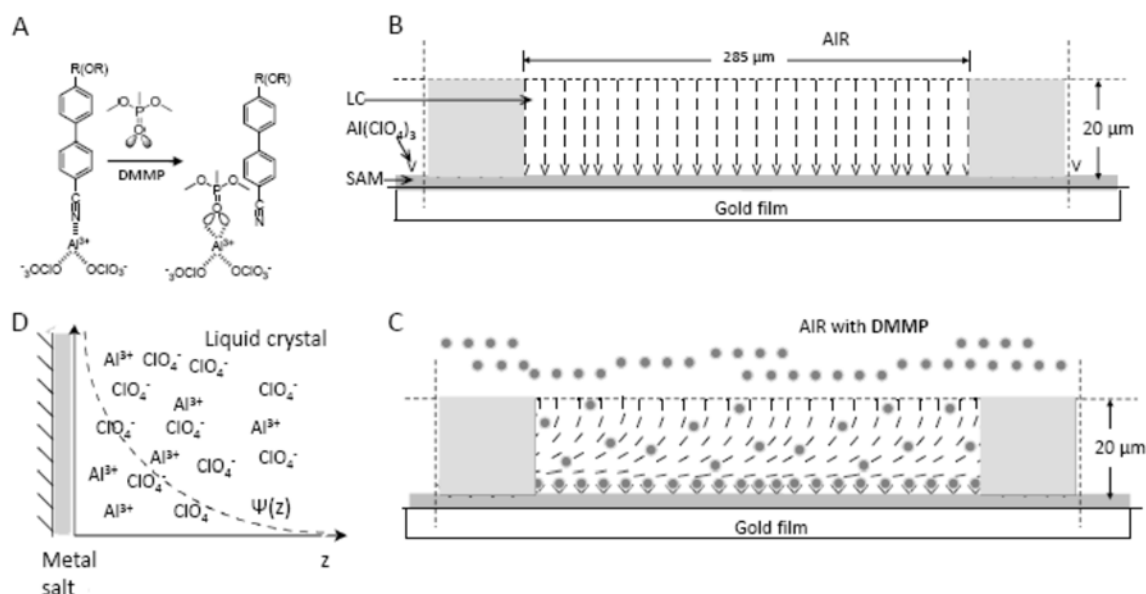 A
R(OR)
R(OR)
O
P
O
O
DMMP
O
P
O
O
C
N
C
N
Al³⁺
Al³⁺
⁻₃OClO
OClO₃⁻
⁻₃OClO
OClO₃⁻
B
AIR
285 µm
LC
Al(ClO₄)₃
20 µm
SAM
Gold film
D
Liquid crystal
Al³⁺ ClO₄⁻ ClO₄⁻
ClO₄⁻ ClO₄⁻
Al³⁺
ClO₄⁻ ClO₄⁻ Al³⁺
Al³⁺ ClO₄⁻ ClO₄⁻
Al³⁺ ClO₄⁻
Al³⁺ ClO₄⁻ Ψ(z)
Metal
salt
z
C
AIR with DMMP
20 µm
Gold film